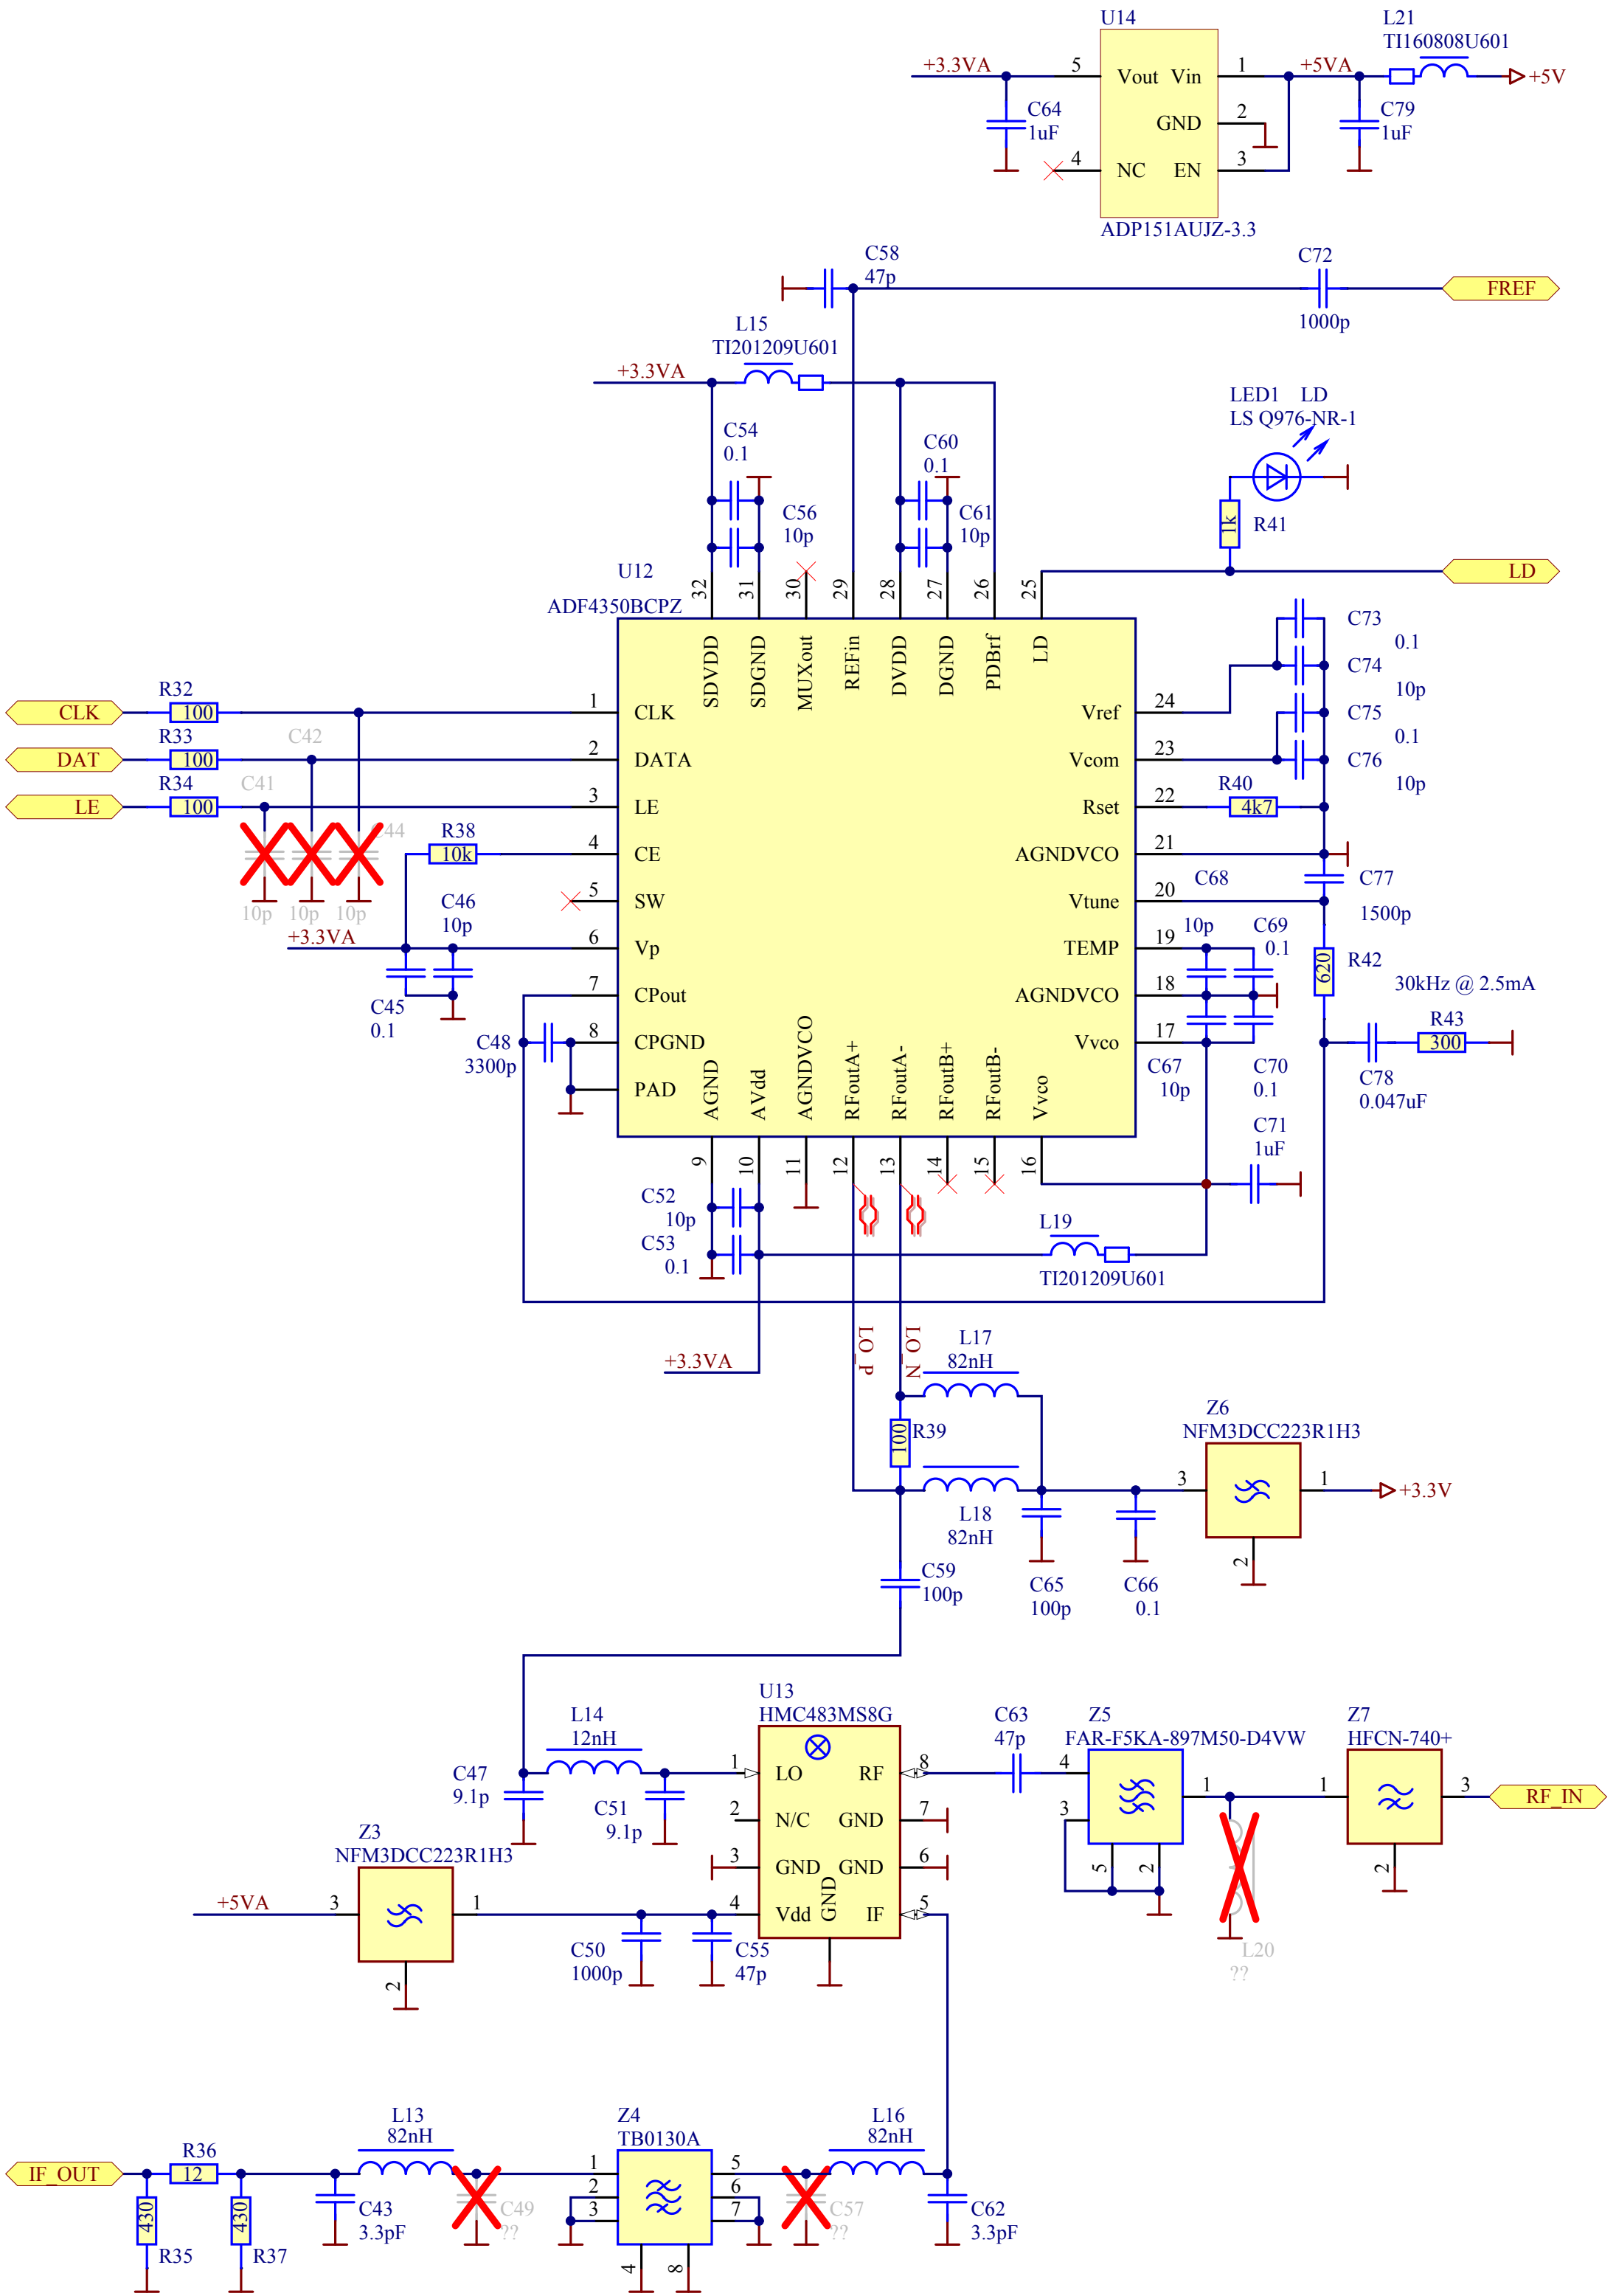 U14
L21
TI160808U601
+3.3VA
5
Vout
Vin
1
+5VA
+5V
C64
1uF
GND
2
C79
1uF
4
NC
EN
3
ADP151AUJZ-3.3
C58
47p
C72
1000p
FREF
L15
TI201209U601
+3.3VA
LED1
LD
LS Q976-NR-1
C54
0.1
C60
0.1
C56
10p
C61
10p
1k
R41
LD
U12
ADF4350BCPZ
32
31
30
29
28
27
26
25
SDVDD
SDGND
MUXout
REFin
DVDD
DGND
PDBrf
LD
C73
0.1
C74
10p
C75
0.1
C76
10p
CLK
R32
100
1
CLK
Vref
24
DAT
R33
100
C42
2
DATA
Vcom
23
LE
R34
100
C41
3
LE
Rset
22
R40
4k7
C44
R38
10k
4
CE
AGNDVCO
21
C77
1500p
10p
10p
10p
C46
10p
5
SW
Vtune
20
C68
10p
+3.3VA
6
Vp
TEMP
19
C69
0.1
620
R42
30kHz @ 2.5mA
C45
0.1
7
CPout
AGNDVCO
18
C48
3300p
8
CPGND
Vvco
17
C67
10p
C70
0.1
R43
300
C78
0.047uF
PAD
AGND
AVdd
AGNDVCO
RFoutA+
RFoutA-
RFoutB+
RFoutB-
Vvco
9
10
11
12
13
14
15
16
C71
1uF
C52
10p
C53
0.1
L19
TI201209U601
+3.3VA
LO_P
LO_N
L17
82nH
100
R39
Z6
NFM3DCC223R1H3
3
1
+3.3V
2
L18
82nH
C59
100p
C65
100p
C66
0.1
U13
HMC483MS8G
L14
12nH
C47
9.1p
C51
9.1p
1
LO
RF
8
C63
47p
Z5
FAR-F5KA-897M50-D4VW
4
1
3
5
2
Z7
HFCN-740+
1
3
2
RF_IN
2
N/C
GND
7
3
GND
GND
6
4
Vdd
GND
IF
5
L20
??
Z3
NFM3DCC223R1H3
+5VA
3
1
2
C50
1000p
C55
47p
IF_OUT
R36
12
L13
82nH
Z4
TB0130A
L16
82nH
1
2
3
5
6
7
4
8
430
R35
430
R37
C43
3.3pF
C49
??
C57
??
C62
3.3pF